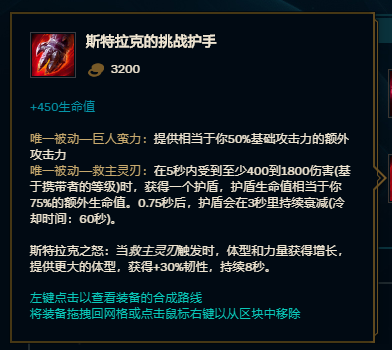 斯特拉克的挑战护手
3200
+450生命值
唯一被动—巨人蛮力：提供相当于你50%基础攻击力的额外
攻击力
唯一被动—救主灵刃：在5秒内受到至少400到1800伤害(基
于携带者的等级)时，获得一个护盾，护盾生命值相当于你
75%的额外生命值。0.75秒后，护盾会在3秒里持续衰减(冷
却时间：60秒)。
斯特拉克之怒：当救主灵刃触发时，体型和力量获得增长，
提供更大的体型，获得+30%韧性，持续8秒。
左键点击以查看装备的合成路线
将装备拖拽回网格或点击鼠标右键以从区块中移除